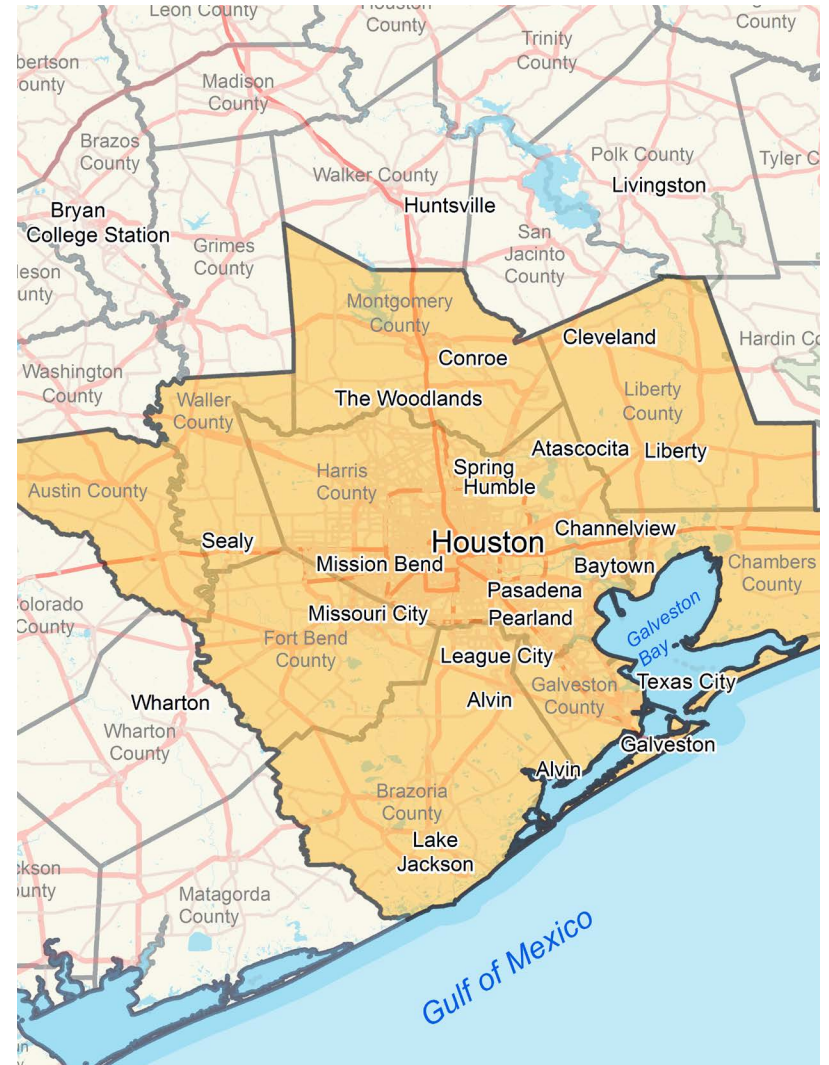 Leon County
Houston
County
Trinity
County
County
bertson
ounty
Madison
County
Brazos
County
Polk County
Tyler C
Walker County
Livingston
Huntsville
Bryan
College Station
Grimes
County
San
Jacinto
County
leson
unty
Montgomery
County
Cleveland
Hardin Co
Conroe
Washington
County
Waller
County
The Woodlands
Liberty
County
Atascocita
Liberty
Spring
Humble
Harris
County
Austin County
Channelview
Sealy
Houston
Mission Bend
Baytown
Chambers
County
Pasadena
Colorado
County
Missouri City
Pearland
Galveston
Bay
Fort Bend
County
League City
Texas City
Galveston
County
Alvin
Wharton
Wharton
County
Galveston
Alvin
Brazoria
County
Lake
Jackson
ckson
ounty
Matagorda
County
Gulf of Mexico